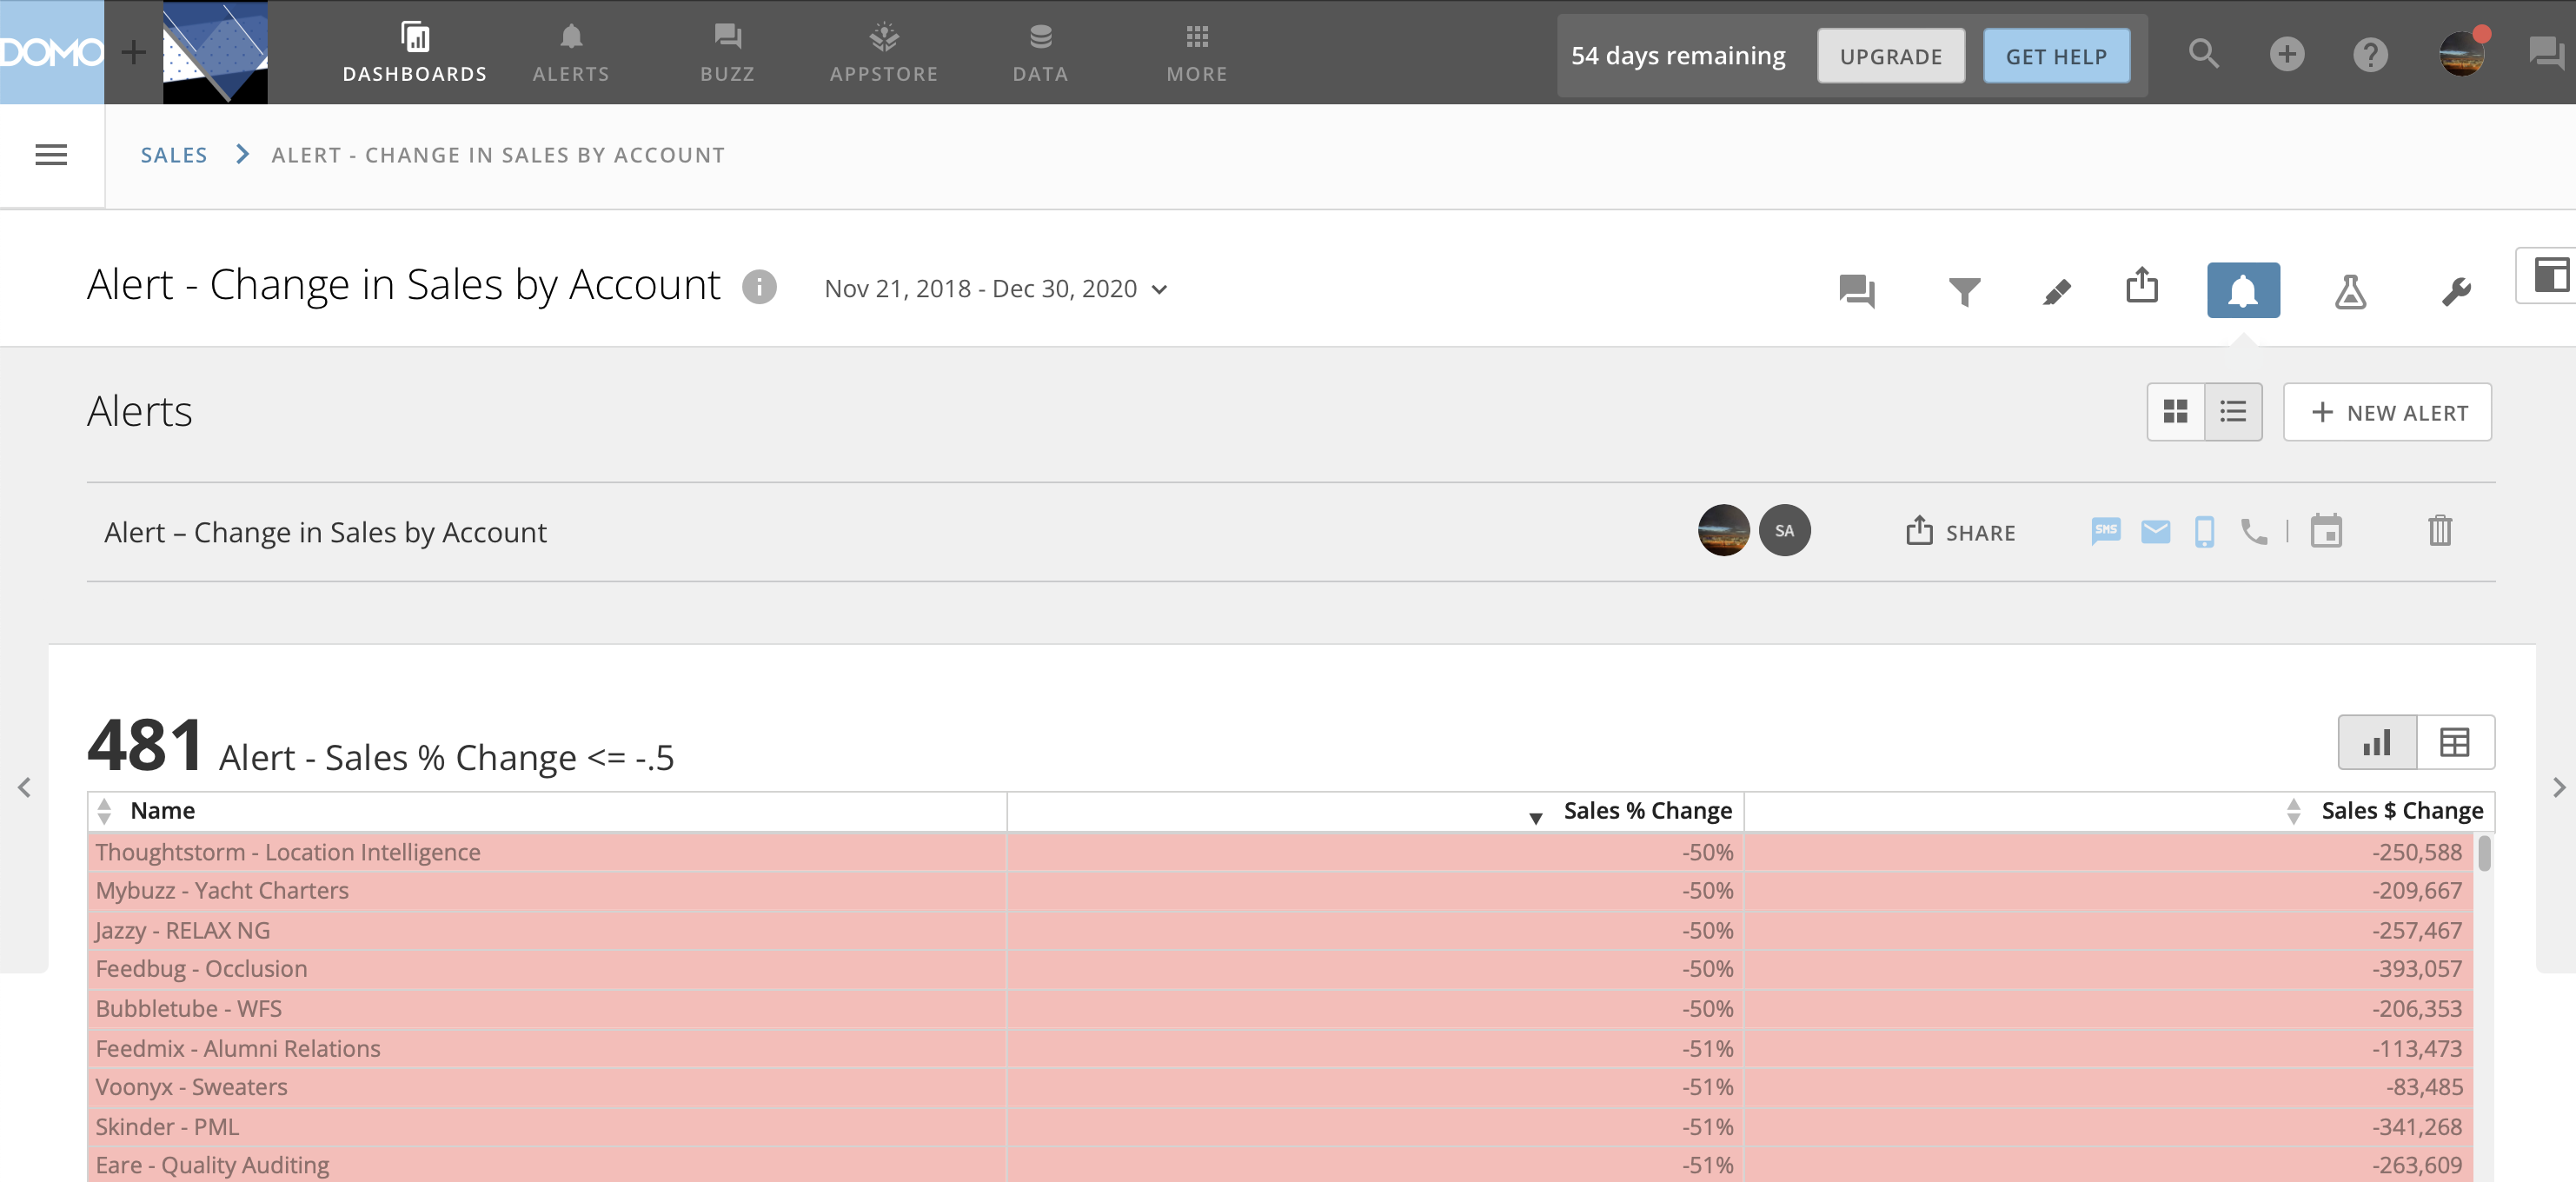 DOMO
DASHBOARDS ALERTS BUZZ APPSTORE DATA MORE
54 days remaining UPGRADE GET HELP
SALES > ALERT - CHANGE IN SALES BY ACCOUNT
Alert - Change in Sales by Account Nov 21, 2018 - Dec 30, 2020
Alerts
+ NEW ALERT
Alert – Change in Sales by Account SA SHARE SMS
481 Alert - Sales % Change <= -.5
Name Sales % Change Sales $ Change
Thoughtstorm - Location Intelligence -50% -250,588
Mybuzz - Yacht Charters -50% -209,667
Jazzy - RELAX NG -50% -257,467
Feedbug - Occlusion -50% -393,057
Bubbletube - WFS -50% -206,353
Feedmix - Alumni Relations -51% -113,473
Voonyx - Sweaters -51% -83,485
Skinder - PML -51% -341,268
Eare - Quality Auditing -51% -263,609